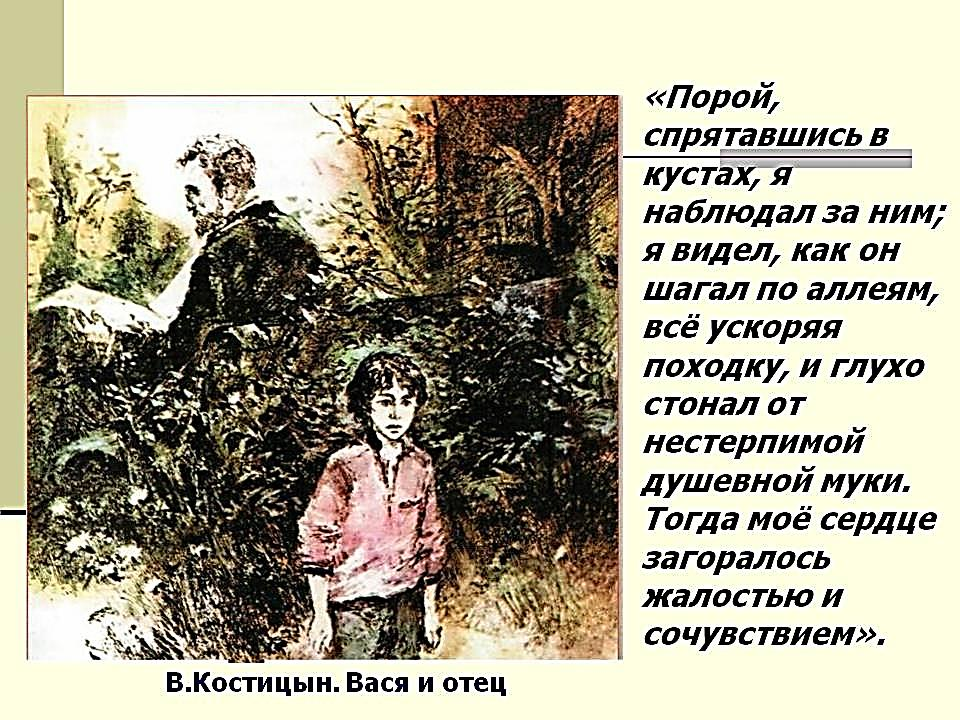 «Порой,
спрятавшись в
кустах, я
наблюдал за ним;
я видел, как он
шагал по аллеям,
всё ускоряя
походку, и глухо
стонал от
нестерпимой
душевной муки.
Тогда моё сердце
загоралось
жалостью и
сочувствием».
В.Костицын. Вася и отец